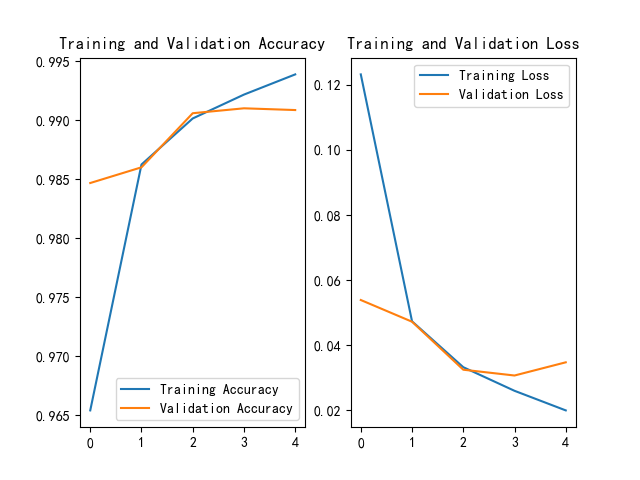 Training and Validation Accuracy
0.995
0.990
0.985
0.980
0.975
0.970
0.965
0 1 2 3 4
Training Accuracy
Validation Accuracy
Training and Validation Loss
0.12
0.10
0.08
0.06
0.04
0.02
0 1 2 3 4
Training Loss
Validation Loss